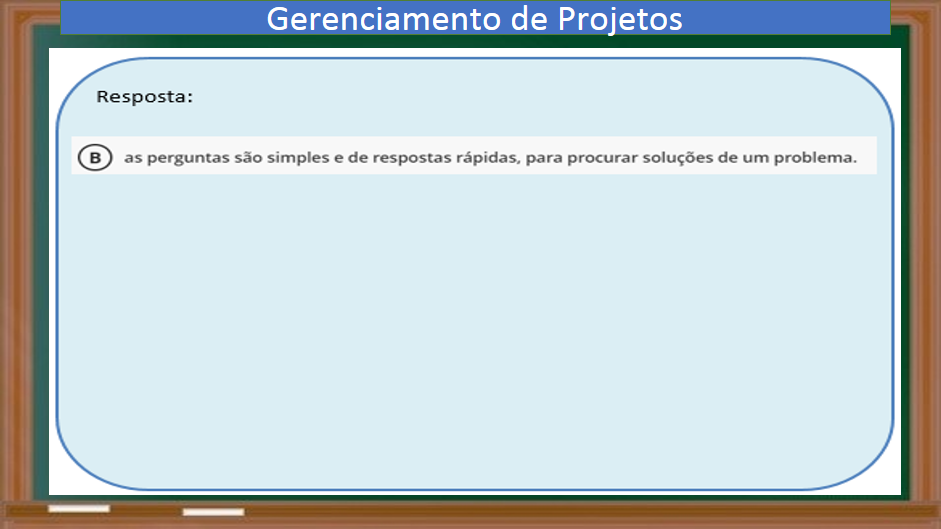 Gerenciamento de Projetos
Resposta:
B as perguntas são simples e de respostas rápidas, para procurar soluções de um problema.